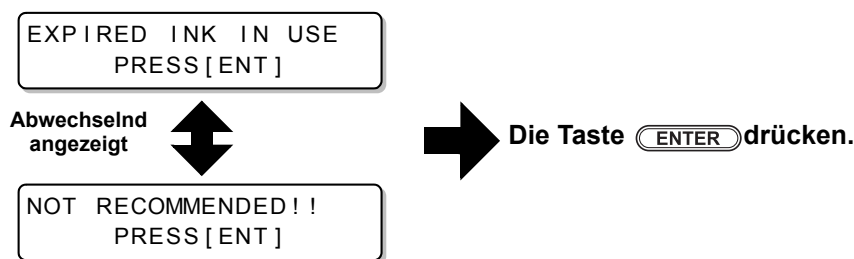 EXPIRED INK IN USE
PRESS[ENT]
Abwechselnd
angezeigt
Die Taste ENTER drücken.
NOT RECOMMENDED!!
PRESS[ENT]